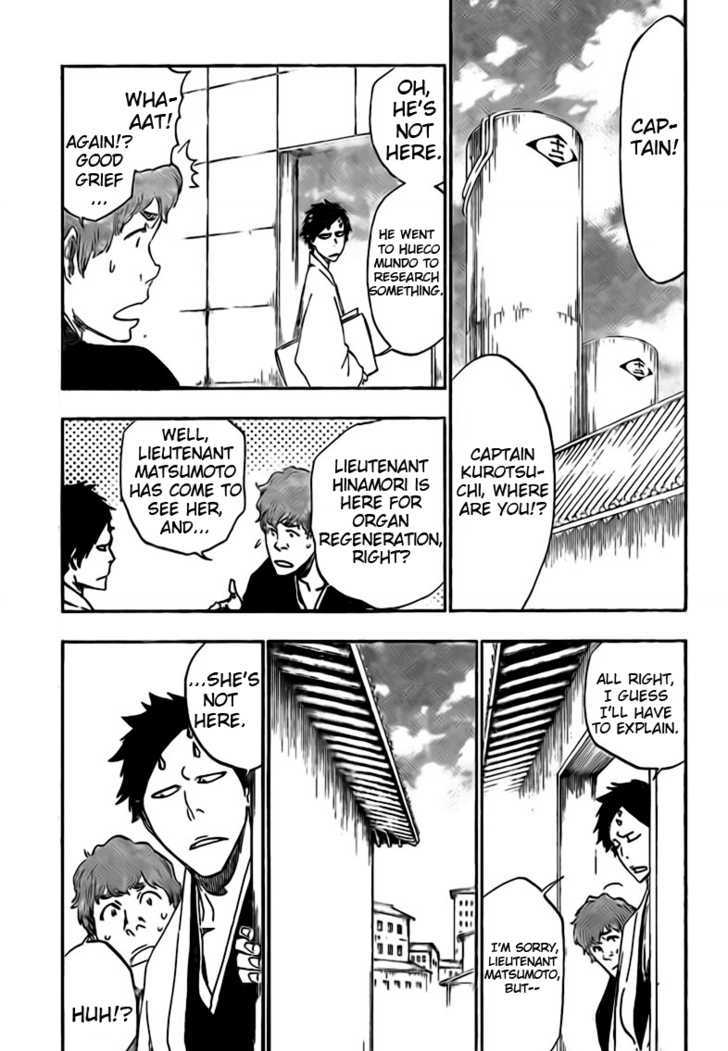 CAP-
TAIN!
CAPTAIN
KUROTSU-
CHI, WHERE
ARE YOU!?
OH,
HE'S
NOT
HERE.
HE WENT
TO HUECO
MUNDO TO
RESEARCH
SOMETHING.
WHA-
AAT!
AGAIN!?
GOOD
GRIEF
...
LIEUTENANT
HINAMORI IS
HERE FOR
ORGAN
REGENERATION,
RIGHT?
WELL,
LIEUTENANT
MATSUMOTO
HAS COME TO
SEE HER,
AND...
ALL RIGHT,
I GUESS
I'LL HAVE
TO EXPLAIN.
I'M SORRY,
LIEUTENANT
MATSUMOTO,
BUT--
...SHE'S
NOT
HERE.
HUH!?